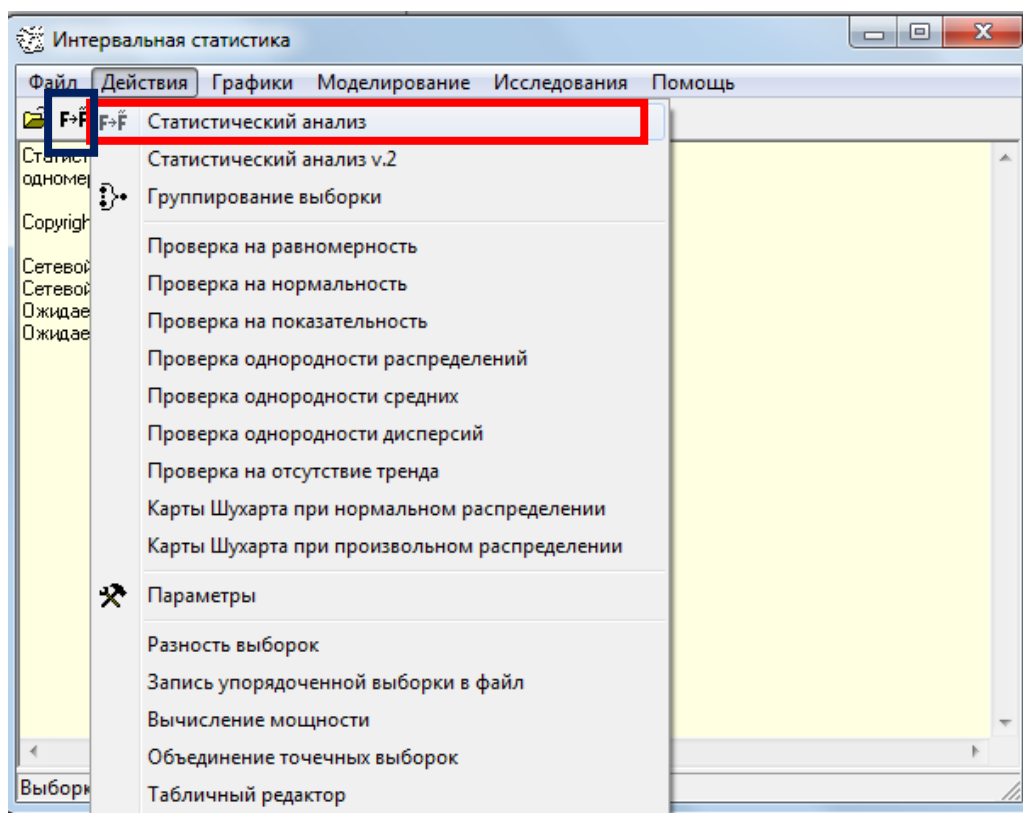 Интервальная статистика
Файл Действия Графики Моделирование Исследования Помощь
F→F̆ F→F̆ Статистический анализ
Статистический анализ v.2
Группирование выборки
Copyrigh
Сетевой
Сетевой
Ожидае
Ожидае
Проверка на равномерность
Проверка на нормальность
Проверка на показательность
Проверка однородности распределений
Проверка однородности средних
Проверка однородности дисперсий
Проверка на отсутствие тренда
Карты Шухарта при нормальном распределении
Карты Шухарта при произвольном распределении
Параметры
Разность выборок
Запись упорядоченной выборки в файл
Вычисление мощности
Объединение точечных выборок
Табличный редактор
Выборк